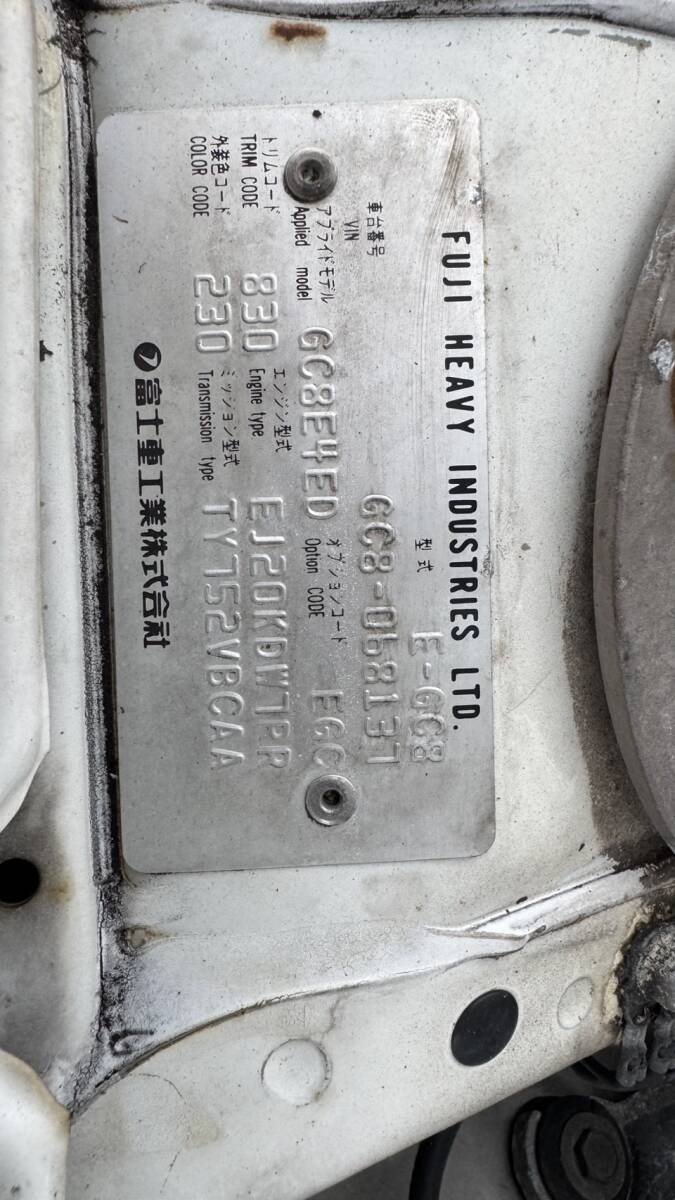 FUJI HEAVY INDUSTRIES LTD.
型式 E-GC8
車台番号
VIN GC8-068137
アプライドモデル
Applied model GC8E4ED オプションコード
Option CODE EGC
トリムコード
TRIM CODE 830 エンジン型式
Engine type EJ20KDW7PR
外装色コード
COLOR CODE 230 ミッション型式
Transmission type TY752VBCAA
富士重工業株式会社